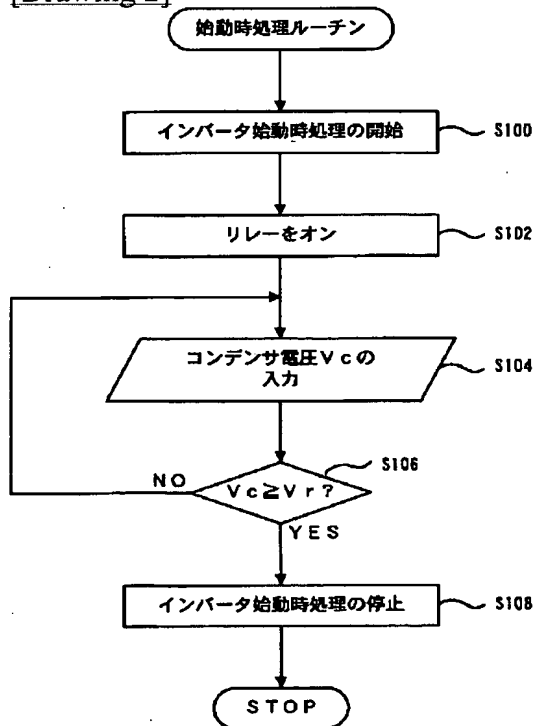 始動時処理ルーチン
インバータ始動時処理の開始
S100
リレーをオン
S102
コンデンサ電圧Vcの
入力
S104
S106
NO
Vc≧Vr?
YES
インバータ始動時処理の停止
S108
STOP